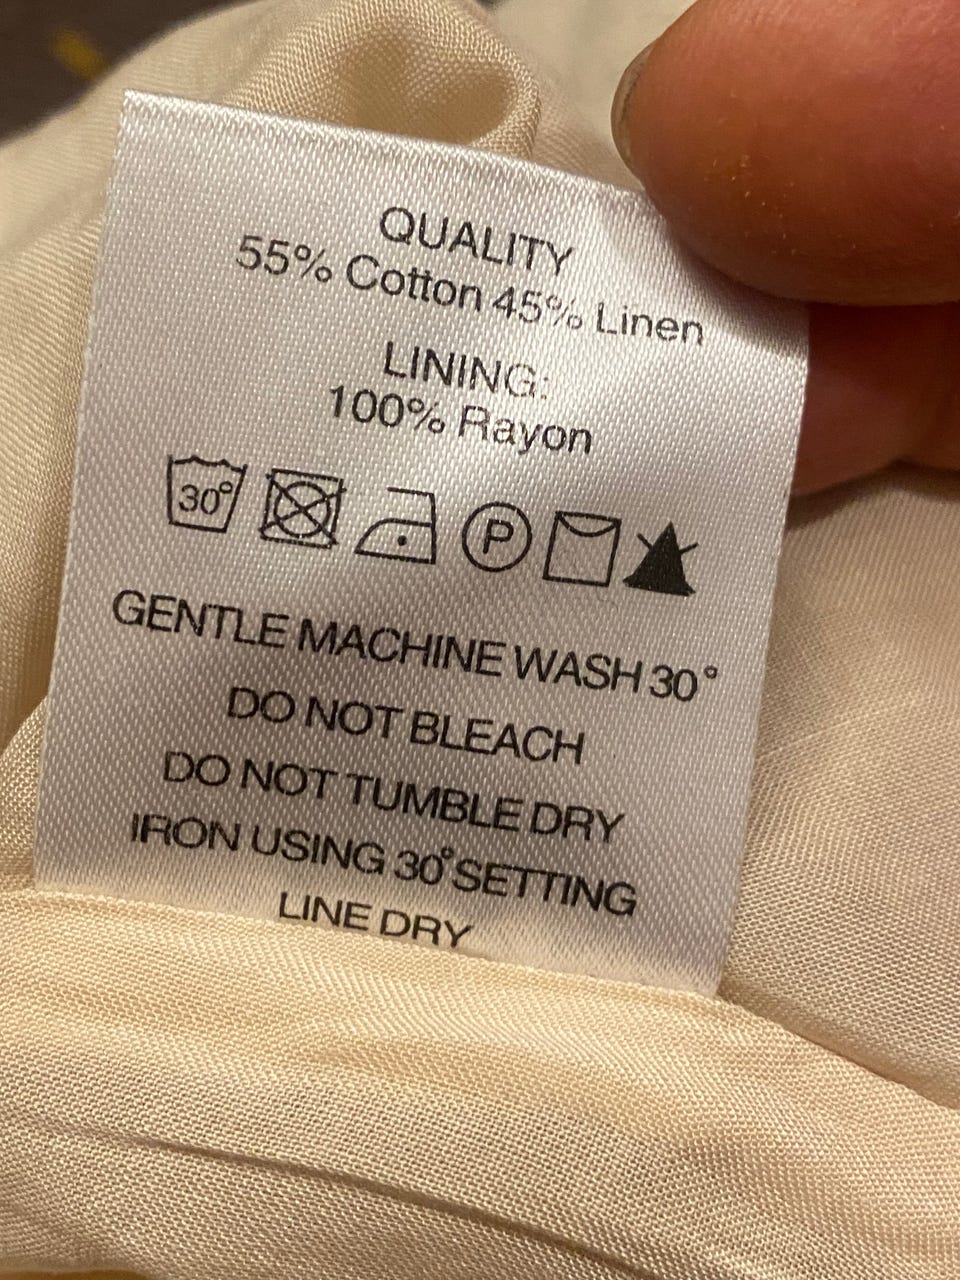 QUALITY
55% Cotton 45% Linen
LINING:
100% Rayon
30° P
GENTLE MACHINE WASH 30°
DO NOT BLEACH
DO NOT TUMBLE DRY
IRON USING 30° SETTING
LINE DRY